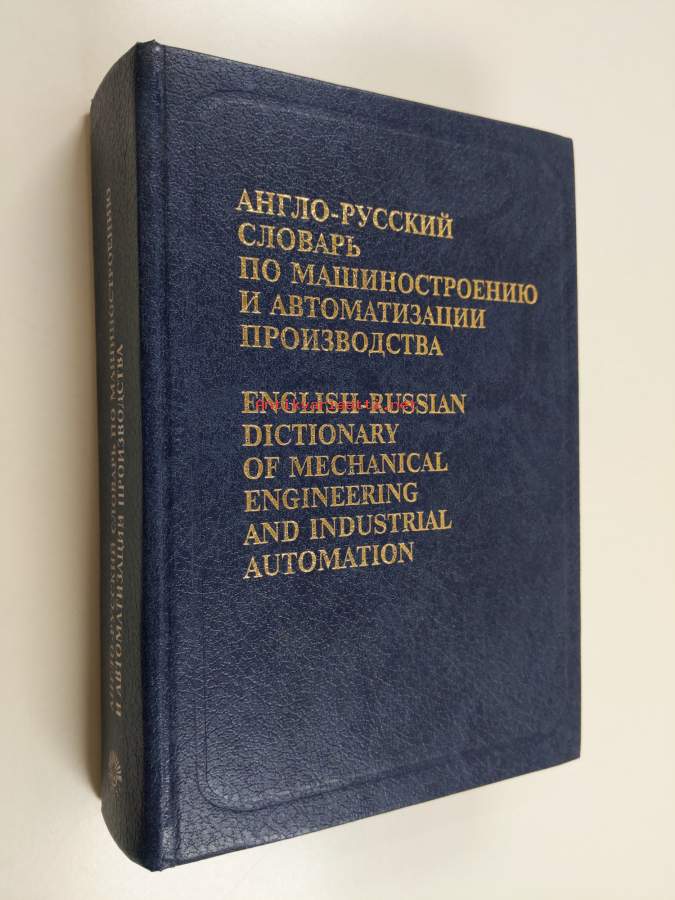 АНГЛО-РУССКИЙ
СЛОВАРЬ
ПО МАШИНОСТРОЕНИЮ
И АВТОМАТИЗАЦИИ
ПРОИЗВОДСТВА
ENGLISH-RUSSIAN
DICTIONARY
OF MECHANICAL
ENGINEERING
AND INDUSTRIAL
AUTOMATION
АНГЛО-РУССКИЙ СЛОВАРЬ ПО МАШИНОСТРОЕНИЮ
И АВТОМАТИЗАЦИИ ПРОИЗВОДСТВА